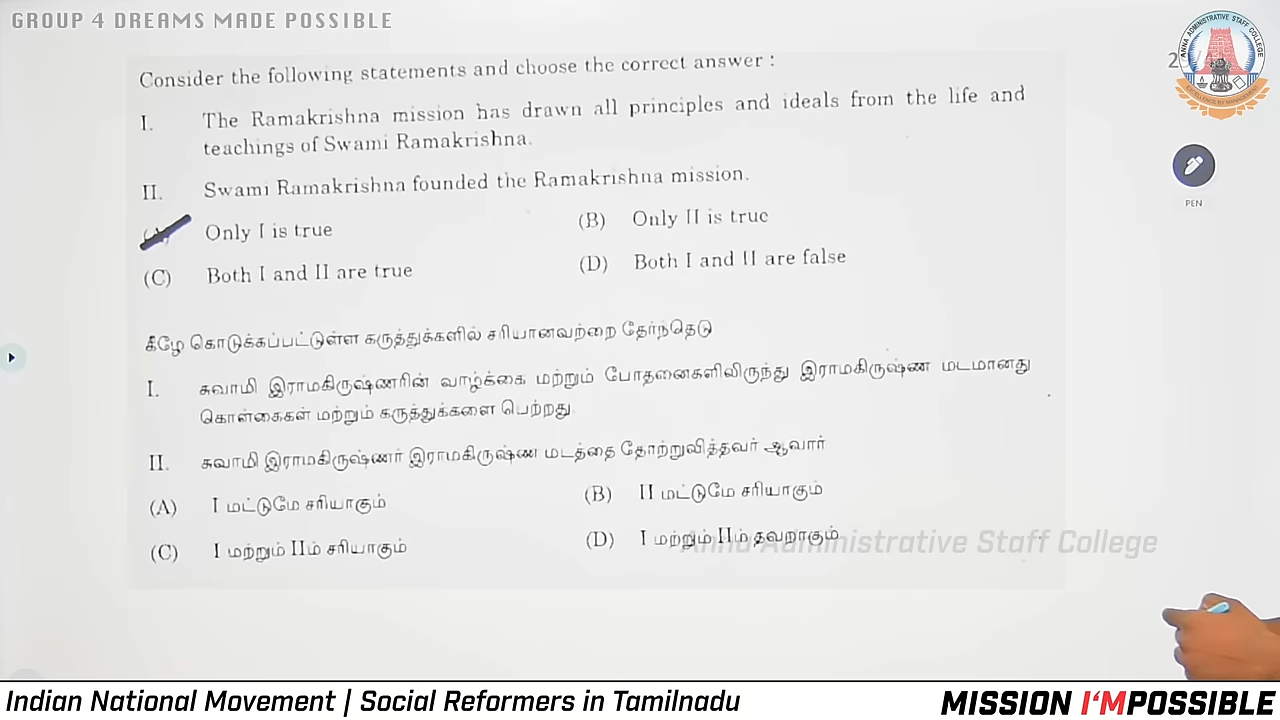 GROUP 4 DREAMS MADE POSSIBLE
ANNA ADMINISTRATIVE STAFF COLLEGE
Consider the following statements and choose the correct answer :
I. The Ramakrishna mission has drawn all principles and ideals from the life and
teachings of Swami Ramakrishna.
II. Swami Ramakrishna founded the Ramakrishna mission.
PEN
Only I is true (B) Only II is true
(C) Both I and II are true (D) Both I and II are false
கீழே கொடுக்கப்பட்டுள்ள கருத்துக்களில் சரியானவற்றை தேர்ந்தெடு
I. சுவாமி இராமகிருஷ்ணரின் வாழ்க்கை மற்றும் போதனைகளிலிருந்து இராமகிருஷ்ண மடமானது
கொள்கைகள் மற்றும் கருத்துக்களை பெற்றது.
II. சுவாமி இராமகிருஷ்ணர் இராமகிருஷ்ண மடத்தை தோற்றுவித்தவர் ஆவார்
(A) I மட்டுமே சரியாகும் (B) II மட்டுமே சரியாகும்
(C) I மற்றும் IIம் சரியாகும் (D) I மற்றும் IIம் தவறாகும்
Anna Administrative Staff College
Indian National Movement | Social Reformers in Tamilnadu
MISSION I'MPOSSIBLE